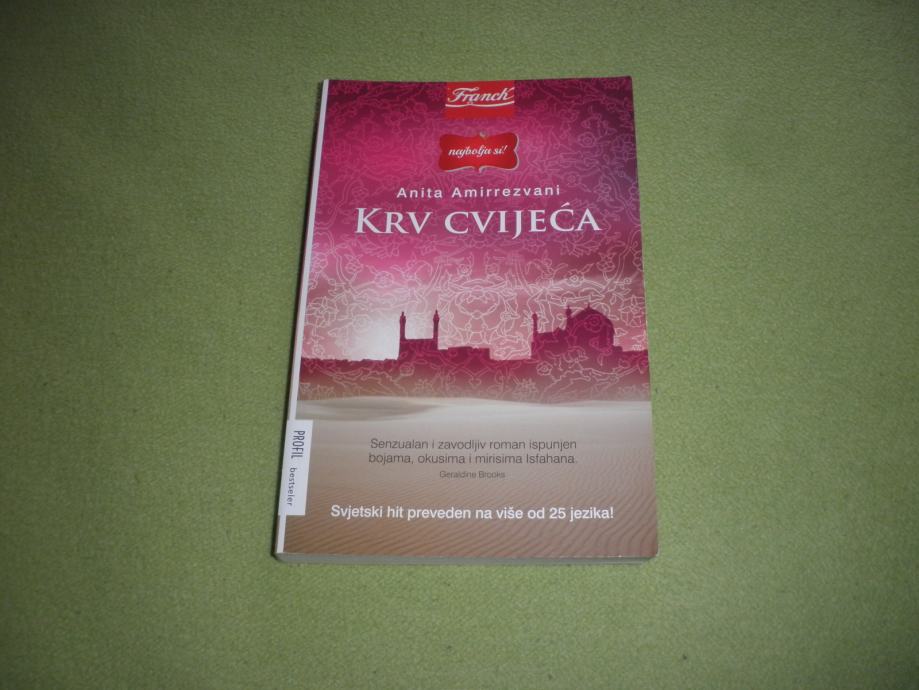 Franck
najbolja si!
Anita Amirrezvani
KRV CVIJEĆA
Senzualan i zavodljiv roman ispunjen
bojama, okusima i mirisima Isfahana.
Geraldine Brooks
Svjetski hit preveden na više od 25 jezika!
PROFIL bestseler